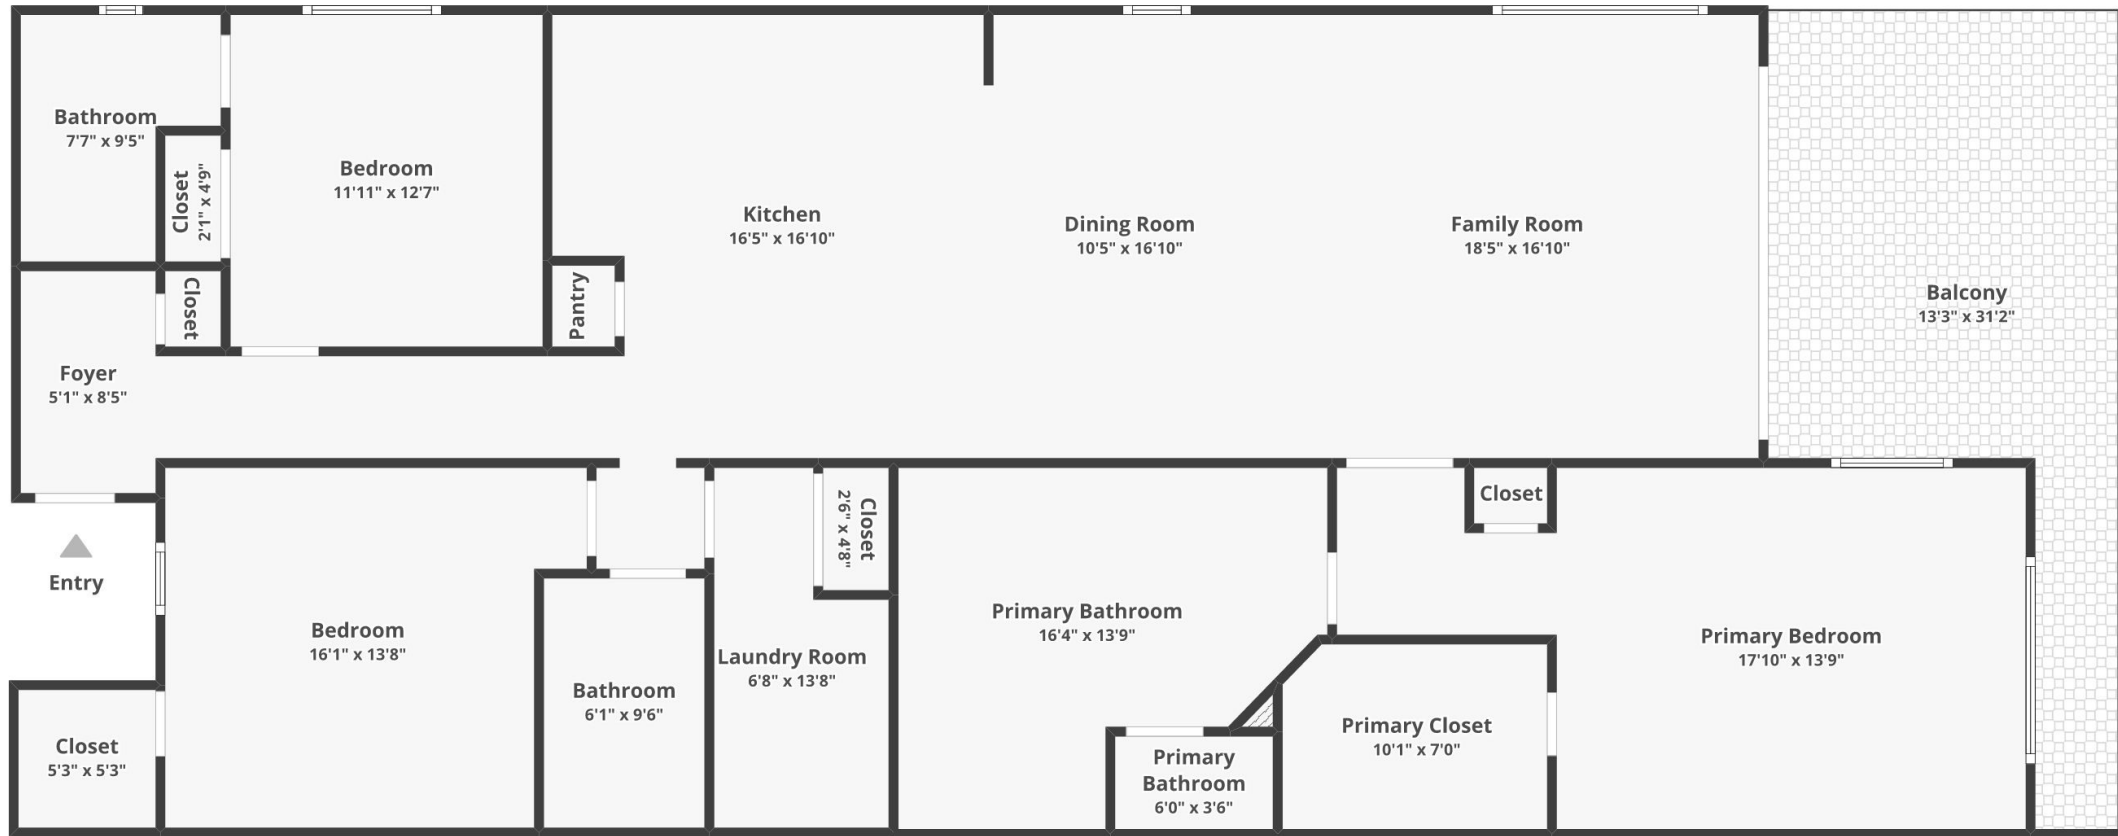 Bathroom
7'7" x 9'5"
Closet
2'1" x 4'9"
Bedroom
11'11" x 12'7"
Kitchen
16'5" x 16'10"
Dining Room
10'5" x 16'10"
Family Room
18'5" x 16'10"
Balcony
13'3" x 31'2"
Closet
Pantry
Foyer
5'1" x 8'5"
Entry
Bedroom
16'1" x 13'8"
Closet
5'3" x 5'3"
Bathroom
6'1" x 9'6"
Laundry Room
6'8" x 13'8"
Closet
2'6" x 4'8"
Primary Bathroom
16'4" x 13'9"
Primary
Bathroom
6'0" x 3'6"
Primary Closet
10'1" x 7'0"
Closet
Primary Bedroom
17'10" x 13'9"